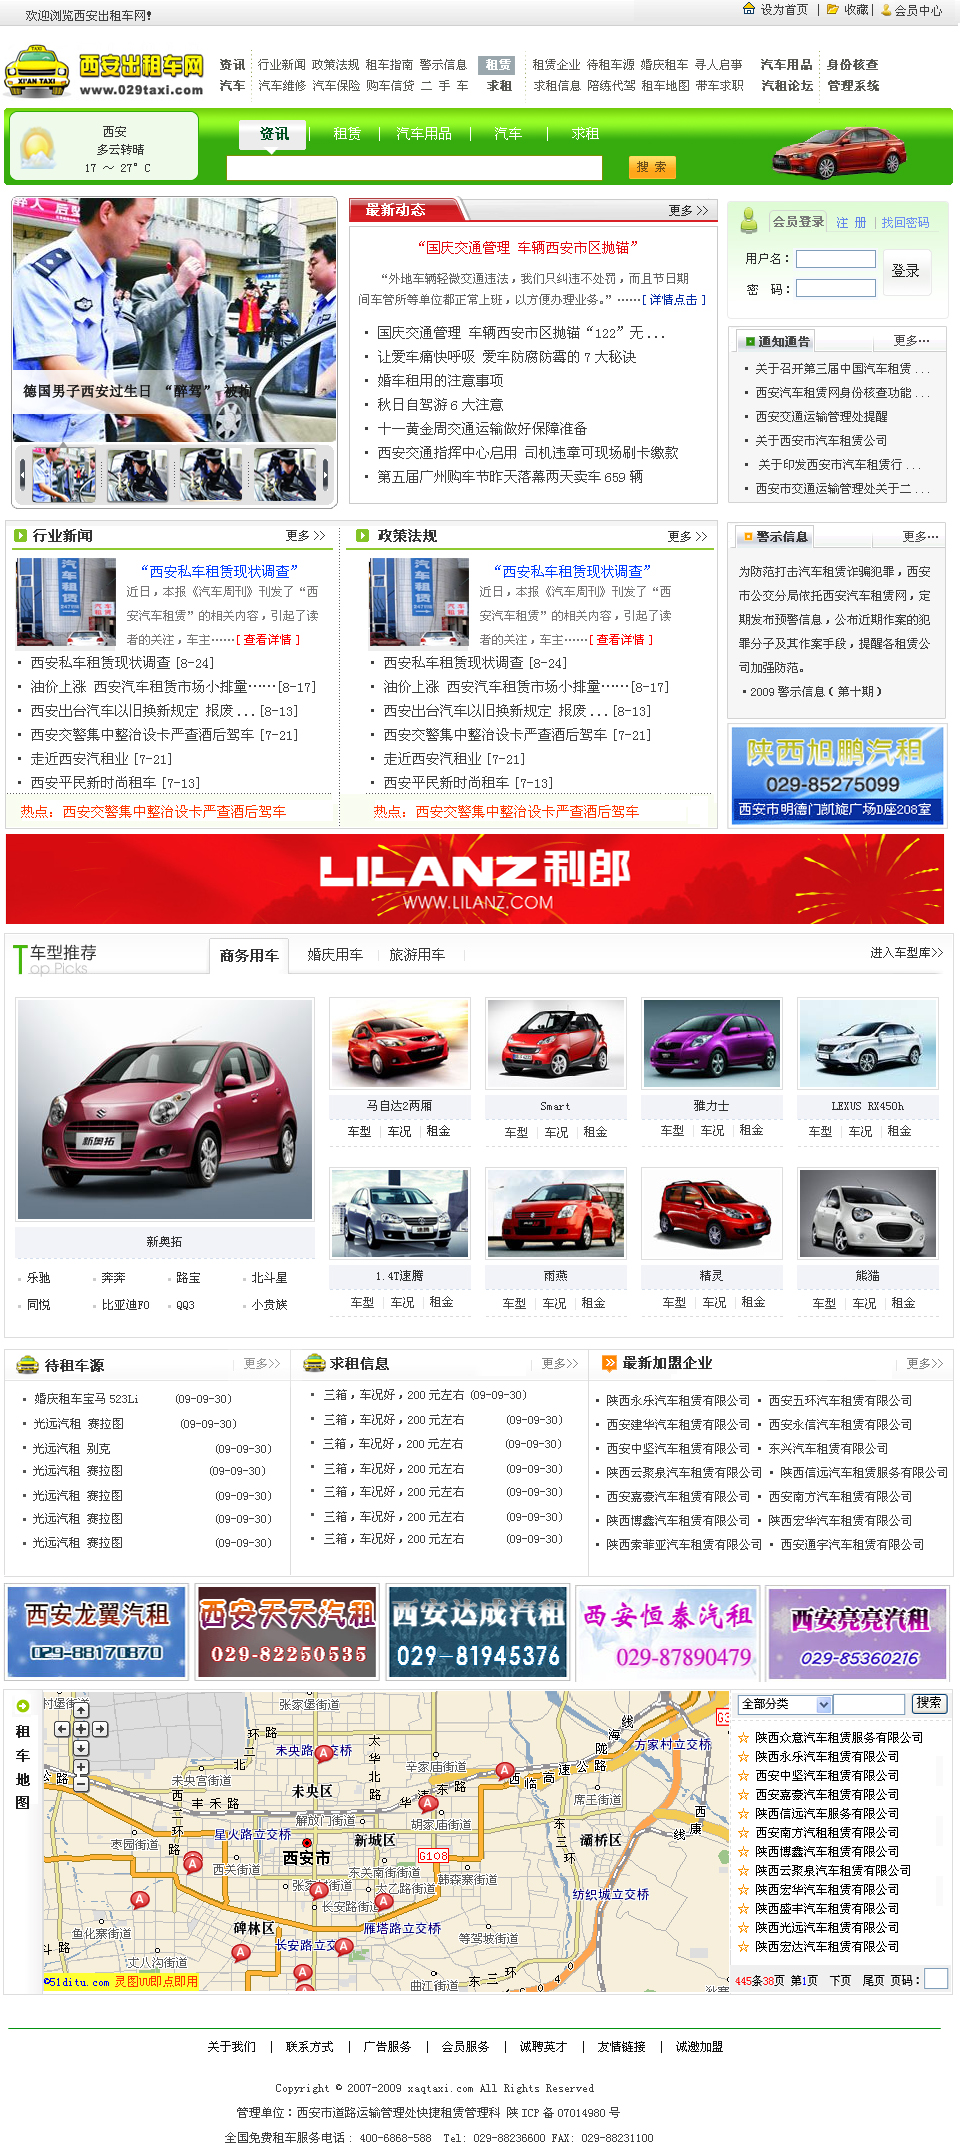 欢迎浏览西安出租车网!
设为首页 | 收藏 | 会员中心
西安出租车网
XI'AN TAXI
www.029taxi.com
资讯 行业新闻 政策法规 租车指南 警示信息 租赁 租赁企业 待租车源 婚庆租车 寻人启事 汽车用品 身份核查
汽车 汽车维修 汽车保险 购车信贷 二 手 车 求租 求租信息 陪练代驾 租车地图 带车求职 汽租论坛 管理系统
西安
多云转晴
17 ~ 27°C
资讯 | 租赁 | 汽车用品 | 汽车 | 求租
搜 索
德国男子西安过生日 “醉驾” 被拘
最新动态 更多 >>
“国庆交通管理 车辆西安市区抛锚”
“外地车辆轻微交通违法，我们只纠违不处罚，而且节日期
间车管所等单位都正常上班，以方便办理业务。”……[ 详情点击 ]
· 国庆交通管理 车辆西安市区抛锚“122”无 ...
· 让爱车痛快呼吸 爱车防腐防霉的 7 大秘诀
· 婚车租用的注意事项
· 秋日自驾游 6 大注意
· 十一黄金周交通运输做好保障准备
· 西安交通指挥中心启用 司机违章可现场刷卡缴款
· 第五届广州购车节昨天落幕两天卖车 659 辆
会员登录 注 册 | 找回密码
用户名：
密 码：
登录
通知通告 更多···
· 关于召开第三届中国汽车租赁 ...
· 西安汽车租赁网身份核查功能 ...
· 西安交通运输管理处提醒
· 关于西安市汽车租赁公司
· 关于印发西安市汽车租赁行 ...
· 西安市交通运输管理处关于二 ...
行业新闻 更多 >>
“西安私车租赁现状调查”
近日，本报《汽车周刊》刊发了“西
安汽车租赁”的相关内容，引起了读
者的关注，车主……[ 查看详情 ]
· 西安私车租赁现状调查 [8-24]
· 油价上涨 西安汽车租赁市场小排量……[8-17]
· 西安出台汽车以旧换新规定 报废 ... [8-13]
· 西安交警集中整治设卡严查酒后驾车 [7-21]
· 走近西安汽租业 [7-21]
· 西安平民新时尚租车 [7-13]
热点：西安交警集中整治设卡严查酒后驾车
政策法规 更多 >>
“西安私车租赁现状调查”
近日，本报《汽车周刊》刊发了“西
安汽车租赁”的相关内容，引起了读
者的关注，车主……[ 查看详情 ]
· 西安私车租赁现状调查 [8-24]
· 油价上涨 西安汽车租赁市场小排量……[8-17]
· 西安出台汽车以旧换新规定 报废 ... [8-13]
· 西安交警集中整治设卡严查酒后驾车 [7-21]
· 走近西安汽租业 [7-21]
· 西安平民新时尚租车 [7-13]
热点：西安交警集中整治设卡严查酒后驾车
警示信息 更多···
为防范打击汽车租赁诈骗犯罪，西安
市公交分局依托西安汽车租赁网，定
期发布预警信息，公布近期作案的犯
罪分子及其作案手段，提醒各租赁公
司加强防范。
· 2009 警示信息 ( 第十期 )
陕西旭鹏汽租
029-85275099
西安市明德门凯旋广场D座208室
LILANZ 利郎
WWW.LILANZ.COM
车型推荐
Top Picks
商务用车 婚庆用车 | 旅游用车 |
进入车型库>>
新奥拓
乐驰 奔奔 路宝 北斗星
同悦 比亚迪F0 QQ3 小贵族
马自达2两厢 Smart 雅力士 LEXUS RX450h
车型 | 车况 | 租金 车型 | 车况 | 租金 车型 | 车况 | 租金 车型 | 车况 | 租金
1.4T速腾 雨燕 精灵 熊猫
车型 | 车况 | 租金 车型 | 车况 | 租金 车型 | 车况 | 租金 车型 | 车况 | 租金
待租车源 更多>>
· 婚庆租车宝马 523Li (09-09-30)
· 光远汽租 赛拉图 (09-09-30)
· 光远汽租 别克 (09-09-30)
· 光远汽租 赛拉图 (09-09-30)
· 光远汽租 赛拉图 (09-09-30)
· 光远汽租 赛拉图 (09-09-30)
· 光远汽租 赛拉图 (09-09-30)
求租信息 更多>>
· 三箱，车况好，200 元左右 (09-09-30)
· 三箱，车况好，200 元左右 (09-09-30)
· 三箱，车况好，200 元左右 (09-09-30)
· 三箱，车况好，200 元左右 (09-09-30)
· 三箱，车况好，200 元左右 (09-09-30)
· 三箱，车况好，200 元左右 (09-09-30)
· 三箱，车况好，200 元左右 (09-09-30)
最新加盟企业 更多>>
· 陕西永乐汽车租赁有限公司 · 西安五环汽车租赁有限公司
· 西安建华汽车租赁有限公司 · 西安永信汽车租赁有限公司
· 西安中坚汽车租赁有限公司 · 东兴汽车租赁有限公司
· 陕西云聚泉汽车租赁有限公司 · 陕西信远汽车租赁服务有限公司
· 西安嘉豪汽车租赁有限公司 · 西安南方汽车租赁有限公司
· 陕西博鑫汽车租赁有限公司 · 陕西宏华汽车租赁有限公司
· 陕西索菲亚汽车租赁有限公司 · 西安通宇汽车租赁有限公司
西安龙翼汽租
029-88170870
西安天天汽租
029-82250535
西安达成汽租
029-81945376
西安恒泰汽租
029-87890479
西安亮亮汽租
029-85360216
租车地图
张家堡街道
未央路立交桥
未央宫街道
未央区
辛家庙街道
方家村立交桥
席王街道
解放门街道
胡家庙街道
枣园街道
星火路立交桥
新城区
灞桥区
西安市
G108
西关街道
东关南街街道
韩森寨街道
太乙路街道
长安路街道
纺织城立交桥
鱼化寨街道
碑林区
雁塔路立交桥
等驾坡街道
丈八沟街道
曲江街道
©51ditu.com 灵图UU即点即用
全部分类 搜索
☆ 陕西众意汽车租赁服务有限公司
☆ 陕西永乐汽车租赁有限公司
☆ 西安中坚汽车租赁有限公司
☆ 西安嘉豪汽车租赁有限公司
☆ 陕西信远汽车服务有限公司
☆ 西安南方汽租租赁有限公司
☆ 陕西博鑫汽车租赁有限公司
☆ 陕西云聚泉汽车租赁有限公司
☆ 陕西宏华汽车租赁有限公司
☆ 陕西盛丰汽车租赁有限公司
☆ 陕西光远汽车租赁有限公司
☆ 陕西宏达汽车租赁有限公司
445条38页 第1页 下页 尾页 页码：
关于我们 | 联系方式 | 广告服务 | 会员服务 | 诚聘英才 | 友情链接 | 诚邀加盟
Copyright © 2007-2009 xaqtaxi.com All Rights Reserved
管理单位：西安市道路运输管理处快捷租赁管理科 陕 ICP 备 07014980 号
全国免费租车服务电话： 400-6868-588 Tel: 029-88236600 FAX: 029-88231100